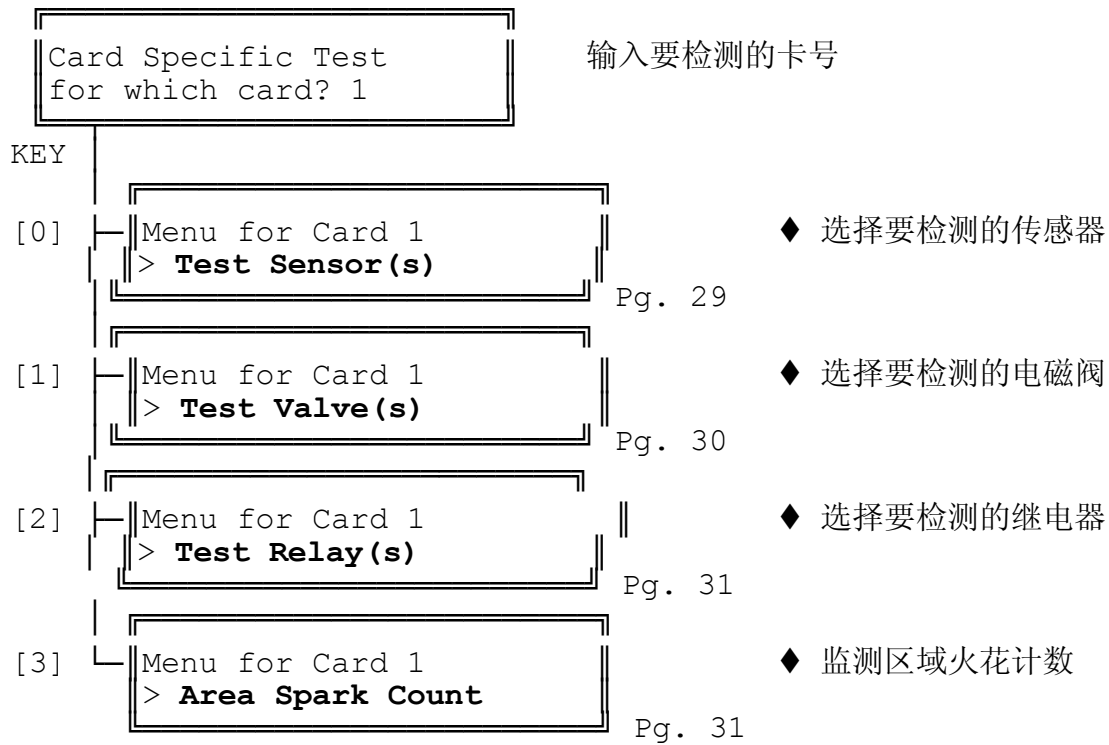 Card Specific Test 输入要检测的卡号
for which card? 1
KEY
[0] Menu for Card 1 ♦ 选择要检测的传感器
> Test Sensor(s)
Pg. 29
[1] Menu for Card 1 ♦ 选择要检测的电磁阀
> Test Valve(s)
Pg. 30
[2] Menu for Card 1 ♦ 选择要检测的继电器
> Test Relay(s)
Pg. 31
[3] Menu for Card 1 ♦ 监测区域火花计数
> Area Spark Count
Pg. 31